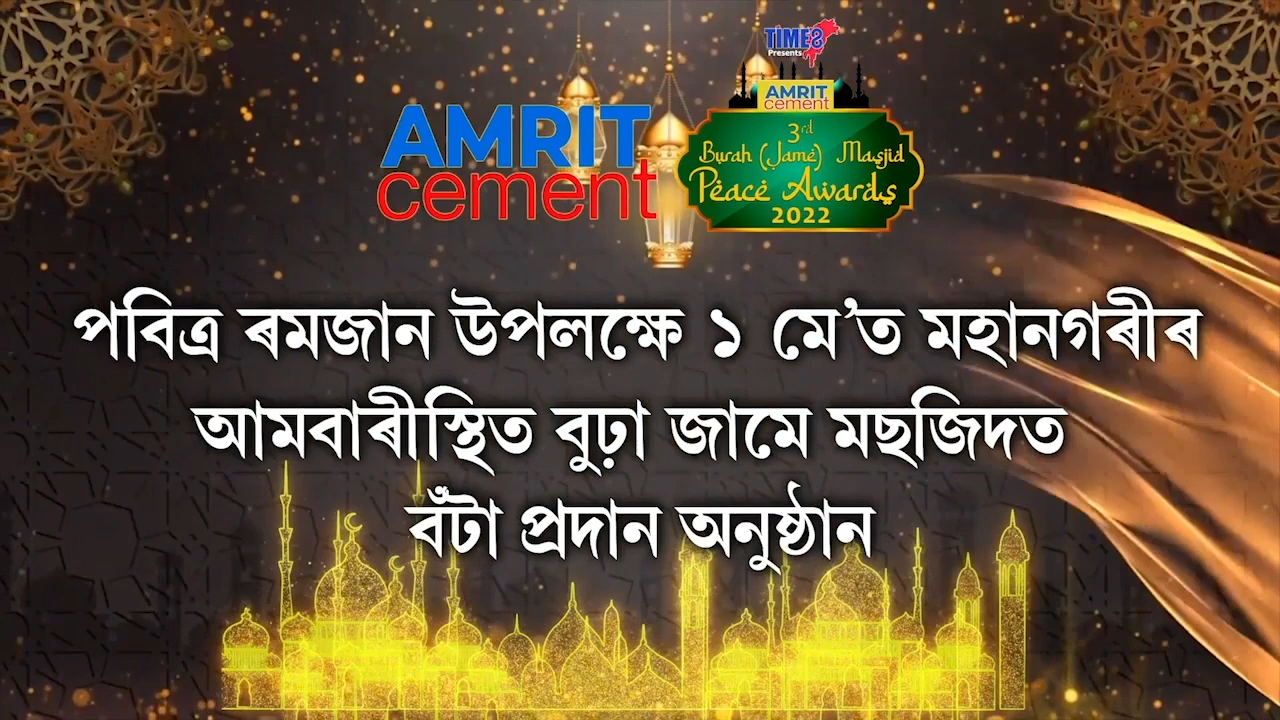 TIME8
Presents
AMRIT
cement
3rd
Burah (Jame) Masjid
Peace Awards
2022
AMRIT
cement
পবিত্ৰ ৰমজান উপলক্ষে ১ মে’ত মহানগৰীৰ
আমবাৰীস্থিত বুঢ়া জামে মছজিদত
বঁটা প্ৰদান অনুষ্ঠান